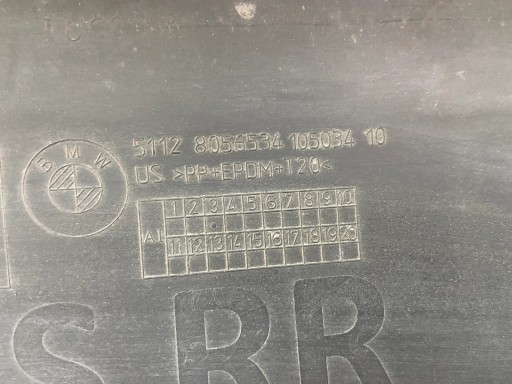 BMW
5112 8056534 105034 10
US >PP+EPDM+T20<
1 2 3 4 5 6 7 8 9 10
A1
11 12 13 14 15 16 17 18 19 20
S RR